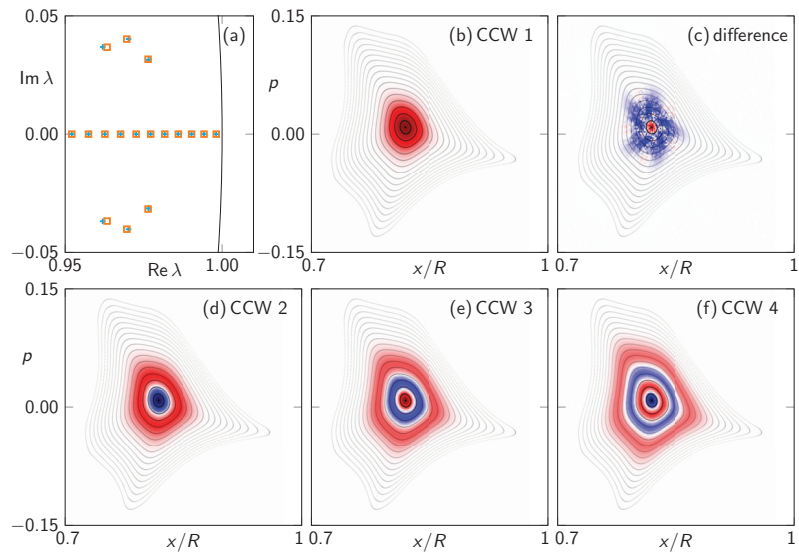 0.05 (a) 0.15 (b) CCW 1 (c) difference
Im λ p
0.00 0.00
−0.05 −0.15
0.95 Re λ 1.00 0.7 x/R 1 0.7 x/R 1
0.15 (d) CCW 2 (e) CCW 3 (f) CCW 4
p
0.00
−0.15
0.7 x/R 1 0.7 x/R 1 0.7 x/R 1